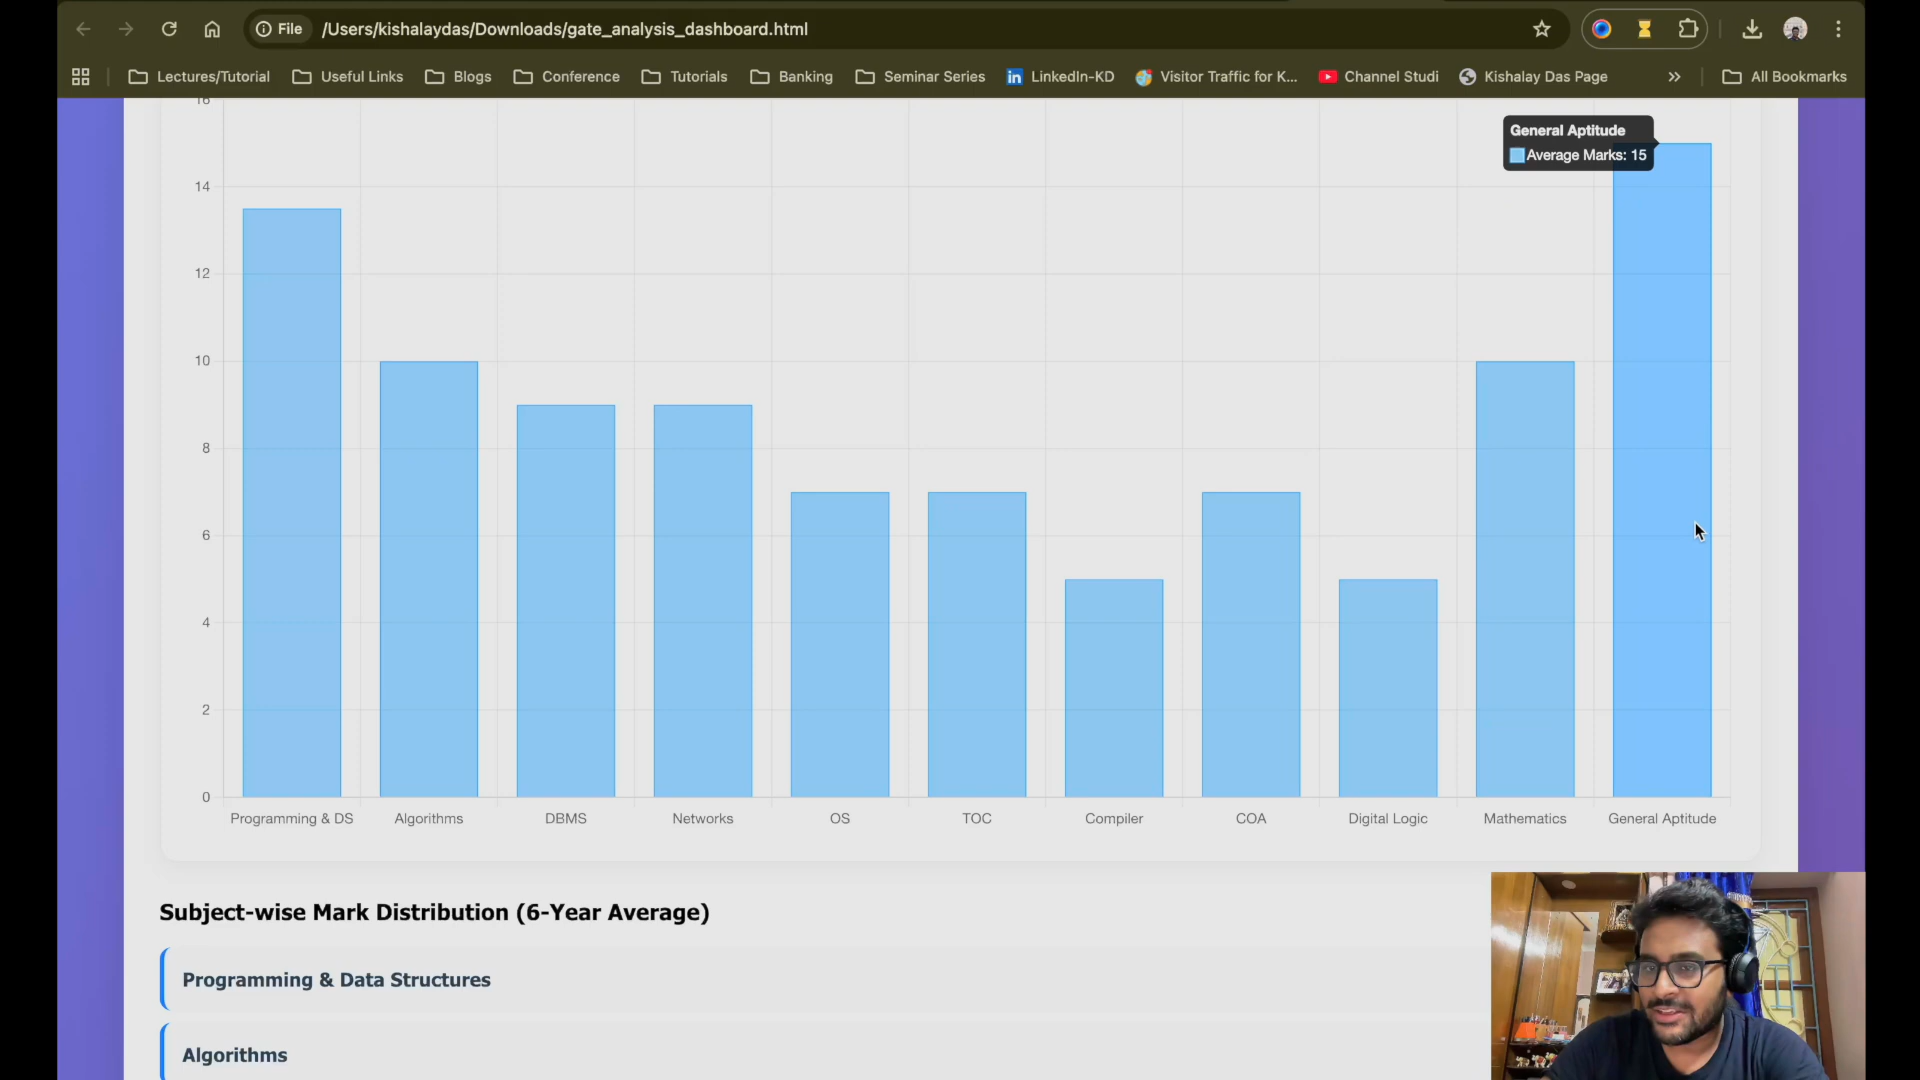 File /Users/kishalaydas/Downloads/gate_analysis_dashboard.html
Lectures/Tutorial Useful Links Blogs Conference Tutorials Banking Seminar Series LinkedIn-KD Visitor Traffic for K... Channel Studi Kishalay Das Page >> All Bookmarks
16
General Aptitude
Average Marks: 15
14
12
10
8
6
4
2
0
Programming & DS Algorithms DBMS Networks OS TOC Compiler COA Digital Logic Mathematics General Aptitude
Subject-wise Mark Distribution (6-Year Average)
Programming & Data Structures
Algorithms